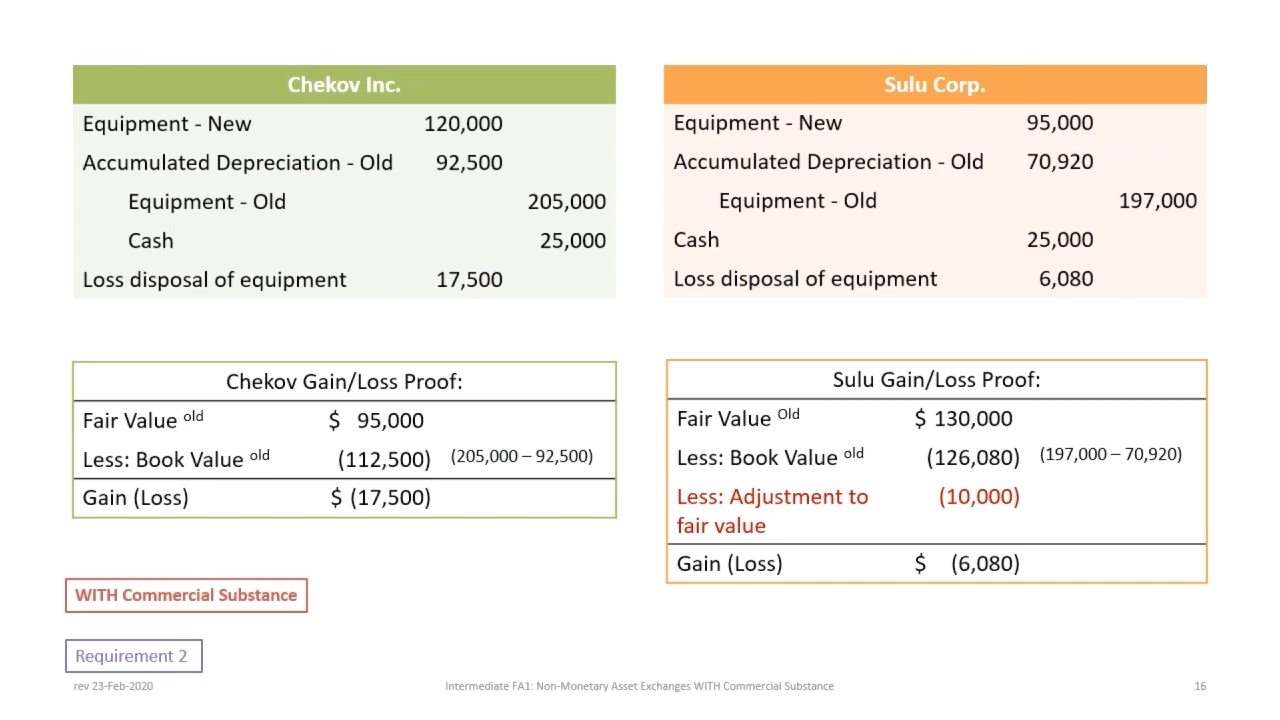 Chekov Inc.
Equipment - New 120,000
Accumulated Depreciation - Old 92,500
Equipment - Old 205,000
Cash 25,000
Loss disposal of equipment 17,500
Sulu Corp.
Equipment - New 95,000
Accumulated Depreciation - Old 70,920
Equipment - Old 197,000
Cash 25,000
Loss disposal of equipment 6,080
Chekov Gain/Loss Proof:
Fair Value old $ 95,000
Less: Book Value old (112,500) (205,000 – 92,500)
Gain (Loss) $ (17,500)
Sulu Gain/Loss Proof:
Fair Value Old $ 130,000
Less: Book Value old (126,080) (197,000 – 70,920)
Less: Adjustment to (10,000)
fair value
Gain (Loss) $ (6,080)
WITH Commercial Substance
Requirement 2
rev 23-Feb-2020 Intermediate FA1: Non-Monetary Asset Exchanges WITH Commercial Substance 16